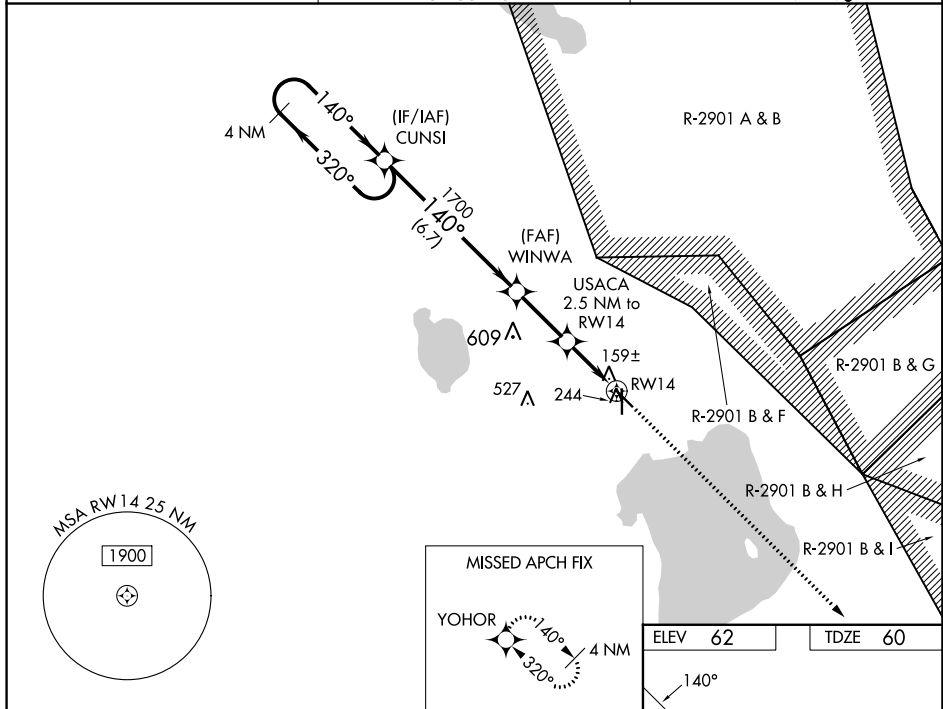 R-2901 A & B
140°
4 NM
320°
(IF/IAF)
CUNSI
1700
140°
(6.7)
(FAF)
WINWA
USACA
2.5 NM to
RW14
609
159±
R-2901 B & G
527
244
RW14
R-2901 B & F
R-2901 B & H
MSA RW14 25 NM
1900
R-2901 B & I
MISSED APCH FIX
YOHOR
140°
4 NM
320°
ELEV 62
TDZE 60
140°